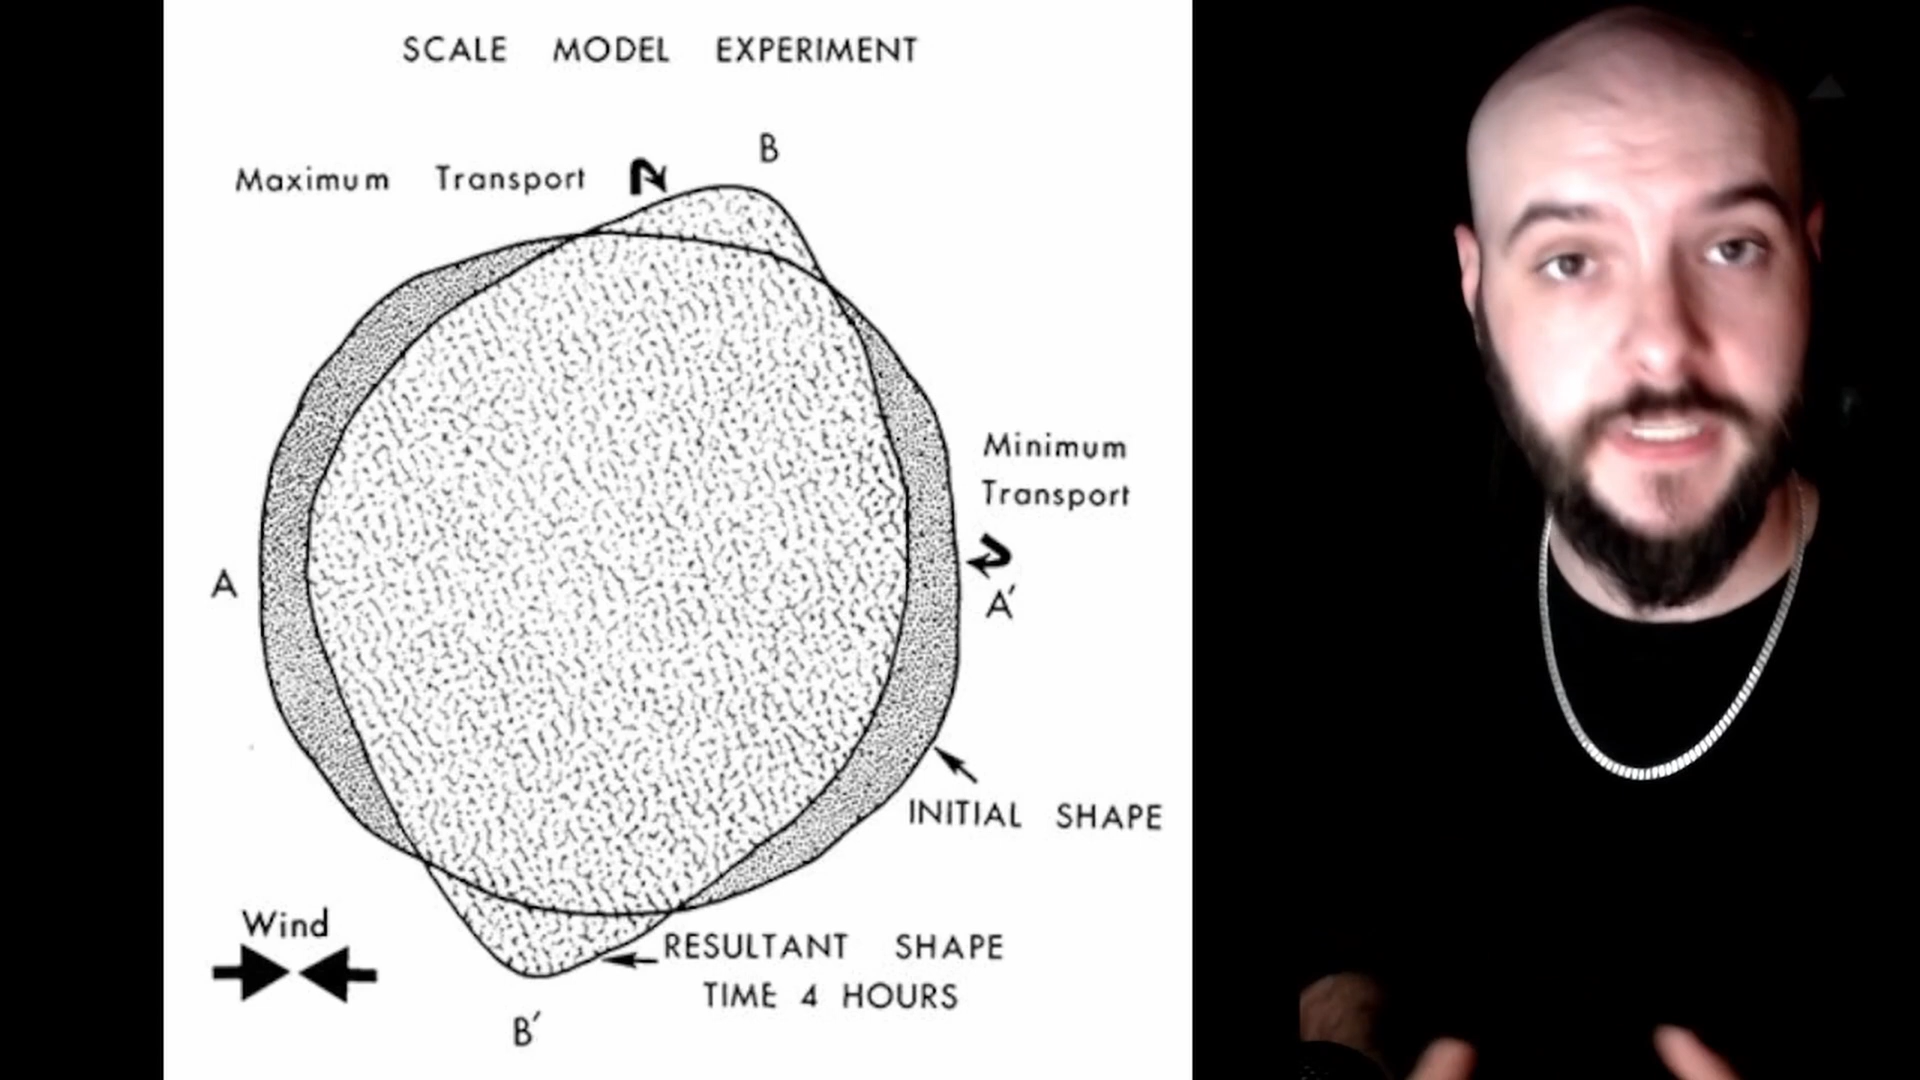 SCALE MODEL EXPERIMENT
B
Maximum Transport
Minimum
Transport
A
A′
INITIAL SHAPE
Wind
RESULTANT SHAPE
TIME 4 HOURS
B′